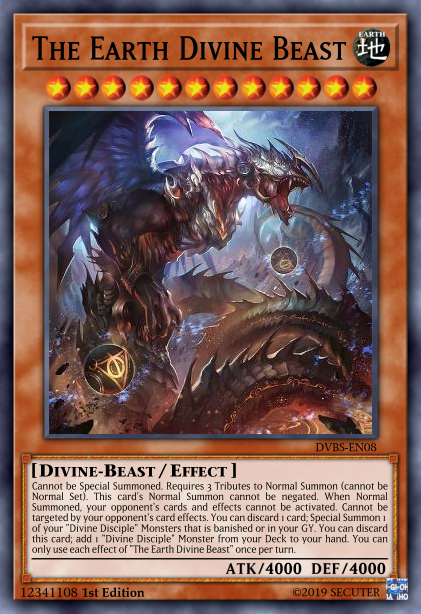 THE EARTH DIVINE BEAST
EARTH
地
DVBS-EN08
[DIVINE-BEAST / EFFECT ]
Cannot be Special Summoned. Requires 3 Tributes to Normal Summon (cannot be
Normal Set). This card's Normal Summon cannot be negated. When Normal
Summoned, your opponent's cards and effects cannot be activated. Cannot be
targeted by your opponent's card effects. You can discard 1 card; Special Summon 1
of your "Divine Disciple" Monsters that is banished or in your GY. You can discard
this card; add 1 "Divine Disciple" Monster from your Deck to your hand. You can
only use each effect of "The Earth Divine Beast" once per turn.
ATK/4000 DEF/4000
12341108 1st Edition
©2019 SECUTER